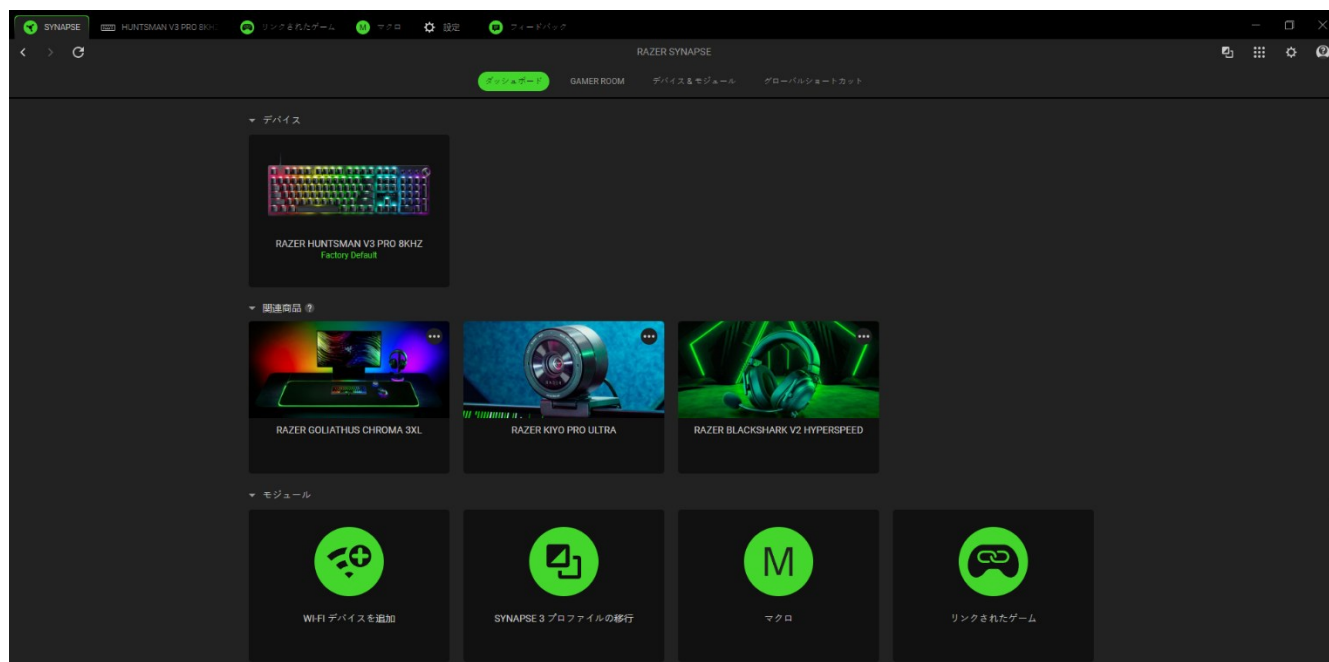 SYNAPSE
HUNTSMAN V3 PRO 8KH
リンクされたゲーム
M
マクロ
設定
フィードバック
RAZER SYNAPSE
ダッシュボード
GAMER ROOM
デバイス & モジュール
グローバルショートカット
デバイス
RAZER HUNTSMAN V3 PRO 8KHZ
Factory Default
関連商品 ?
RAZER GOLIATHUS CHROMA 3XL
RAZER KIYO PRO ULTRA
RAZER BLACKSHARK V2 HYPERSPEED
モジュール
WI-FI デバイスを追加
SYNAPSE 3 プロファイルの移行
M
マクロ
リンクされたゲーム